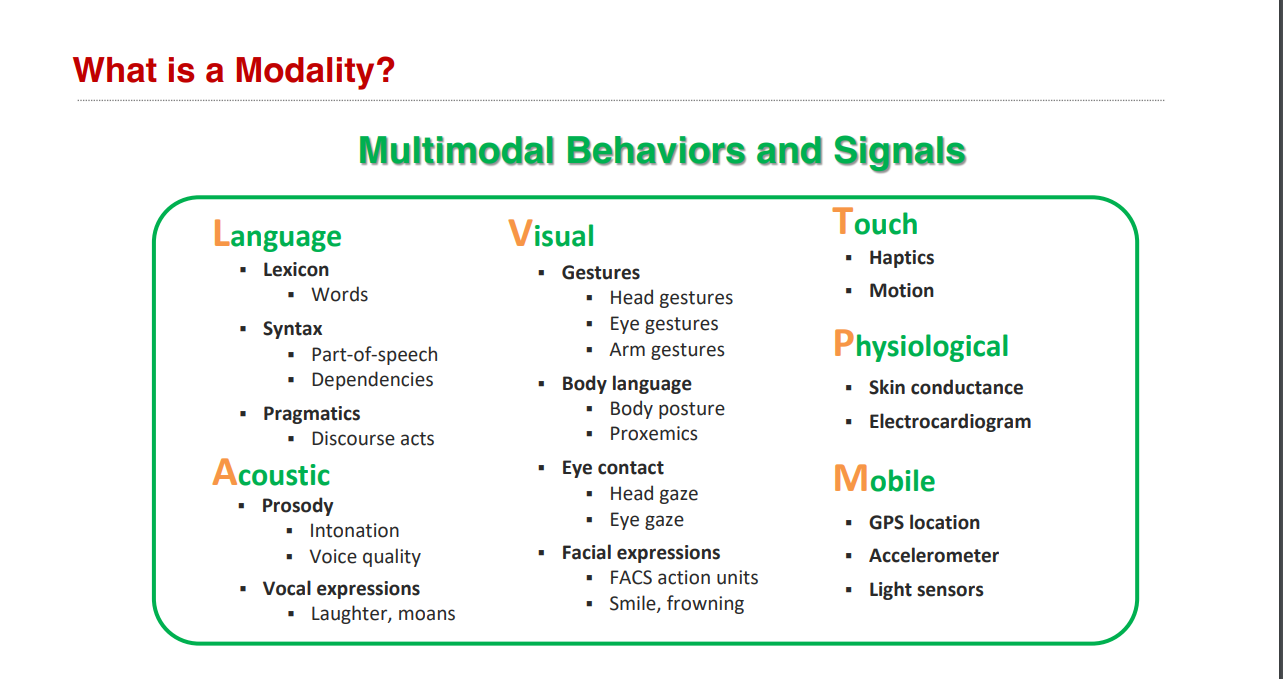 What is a Modality?
Multimodal Behaviors and Signals
Language
▪ Lexicon
▪ Words
▪ Syntax
▪ Part-of-speech
▪ Dependencies
▪ Pragmatics
▪ Discourse acts
Acoustic
▪ Prosody
▪ Intonation
▪ Voice quality
▪ Vocal expressions
▪ Laughter, moans
Visual
▪ Gestures
▪ Head gestures
▪ Eye gestures
▪ Arm gestures
▪ Body language
▪ Body posture
▪ Proxemics
▪ Eye contact
▪ Head gaze
▪ Eye gaze
▪ Facial expressions
▪ FACS action units
▪ Smile, frowning
Touch
▪ Haptics
▪ Motion
Physiological
▪ Skin conductance
▪ Electrocardiogram
Mobile
▪ GPS location
▪ Accelerometer
▪ Light sensors